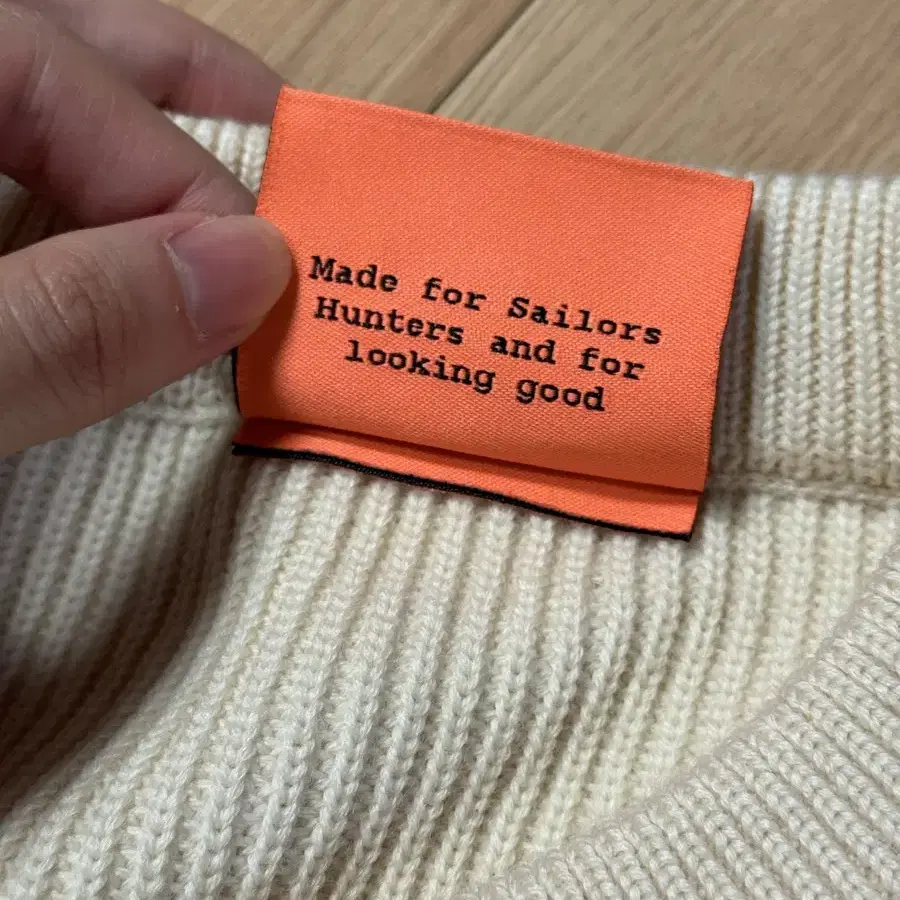 Made for Sailors
Hunters and for
looking good